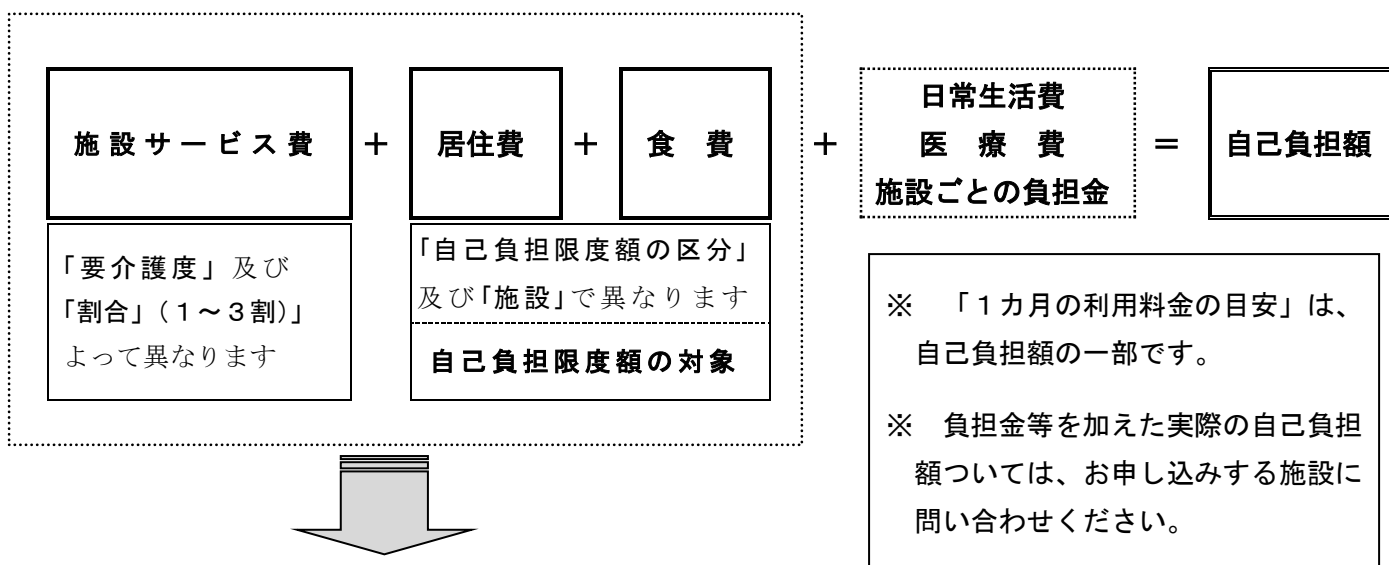 施設サービス費 ＋ 居住費 ＋ 食 費 ＋ 日常生活費
医 療 費
施設ごとの負担金 ＝ 自己負担額
「要介護度」及び
「割合」（１～３割）」
よって異なります
「自己負担限度額の区分」
及び「施設」で異なります
自己負担限度額の対象
※ 「１カ月の利用料金の目安」は、
自己負担額の一部です。
※ 負担金等を加えた実際の自己負担
額ついては、お申し込みする施設に
問い合わせください。